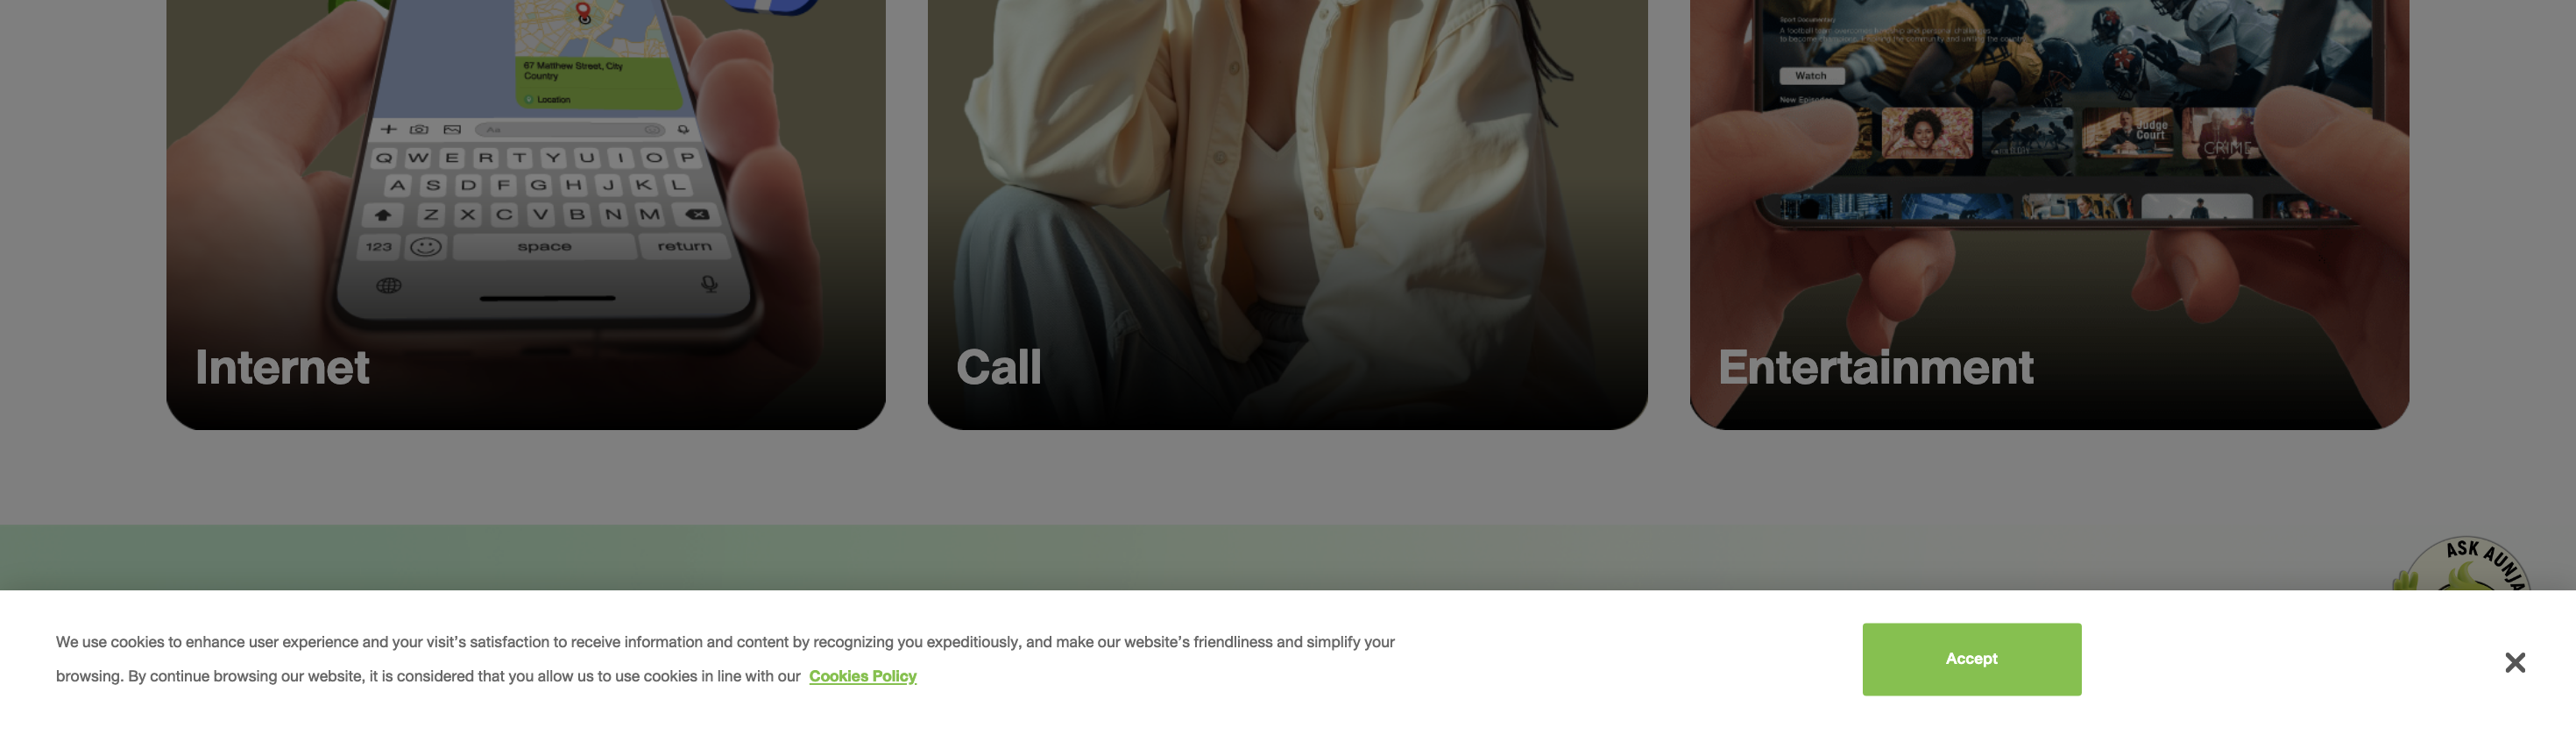 67 Matthew Street, City
Country
Location
Aa
Q W E R T Y U I O P
A S D F G H J K L
Z X C V B N M
123 space return
Internet
Call
Sport Documentary
Watch
New Episodes
Judge
Court
CRIME
Entertainment
ASK AUNJA
We use cookies to enhance user experience and your visit’s satisfaction to receive information and content by recognizing you expeditiously, and make our website’s friendliness and simplify your
browsing. By continue browsing our website, it is considered that you allow us to use cookies in line with our Cookies Policy
Accept